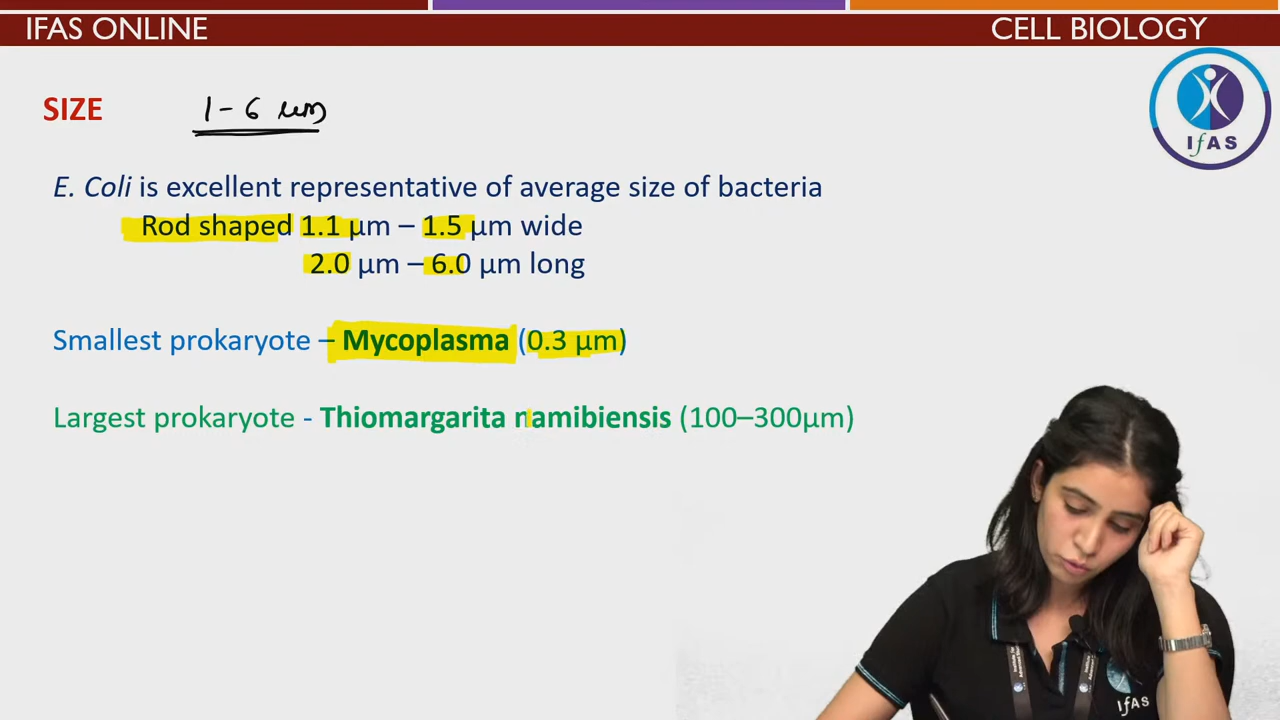 IFAS ONLINE
CELL BIOLOGY
IfAS
SIZE 1-6 μm
E. Coli is excellent representative of average size of bacteria
Rod shaped 1.1 μm – 1.5 μm wide
2.0 μm – 6.0 μm long
Smallest prokaryote – Mycoplasma (0.3 μm)
Largest prokaryote - Thiomargarita namibiensis (100–300μm)
IfAS